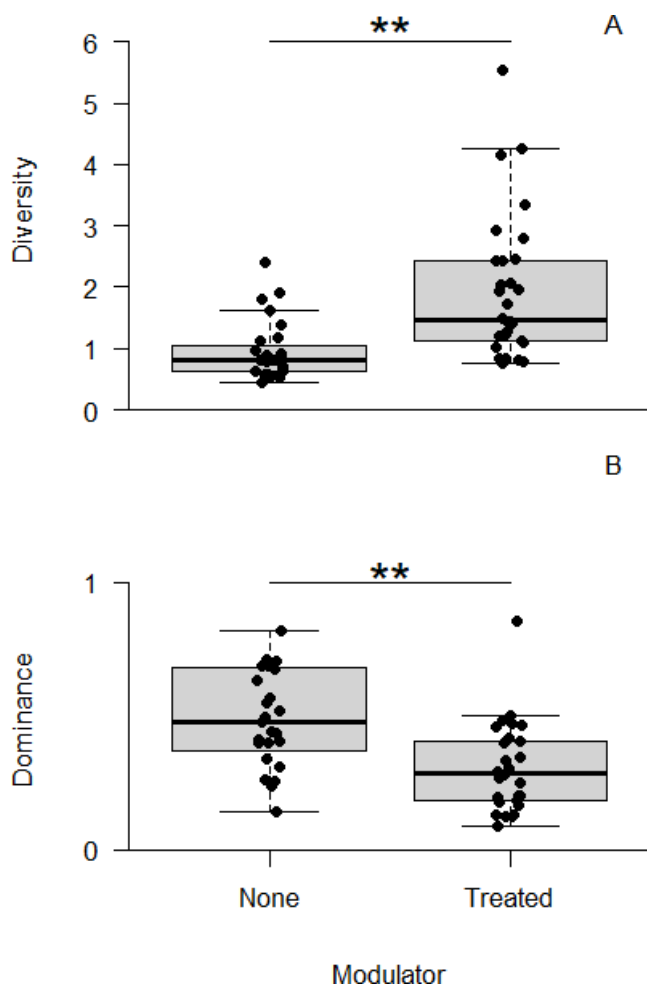 A
**
6
5
4
3
2
1
0
Diversity
B
**
1
0
Dominance
None Treated
Modulator